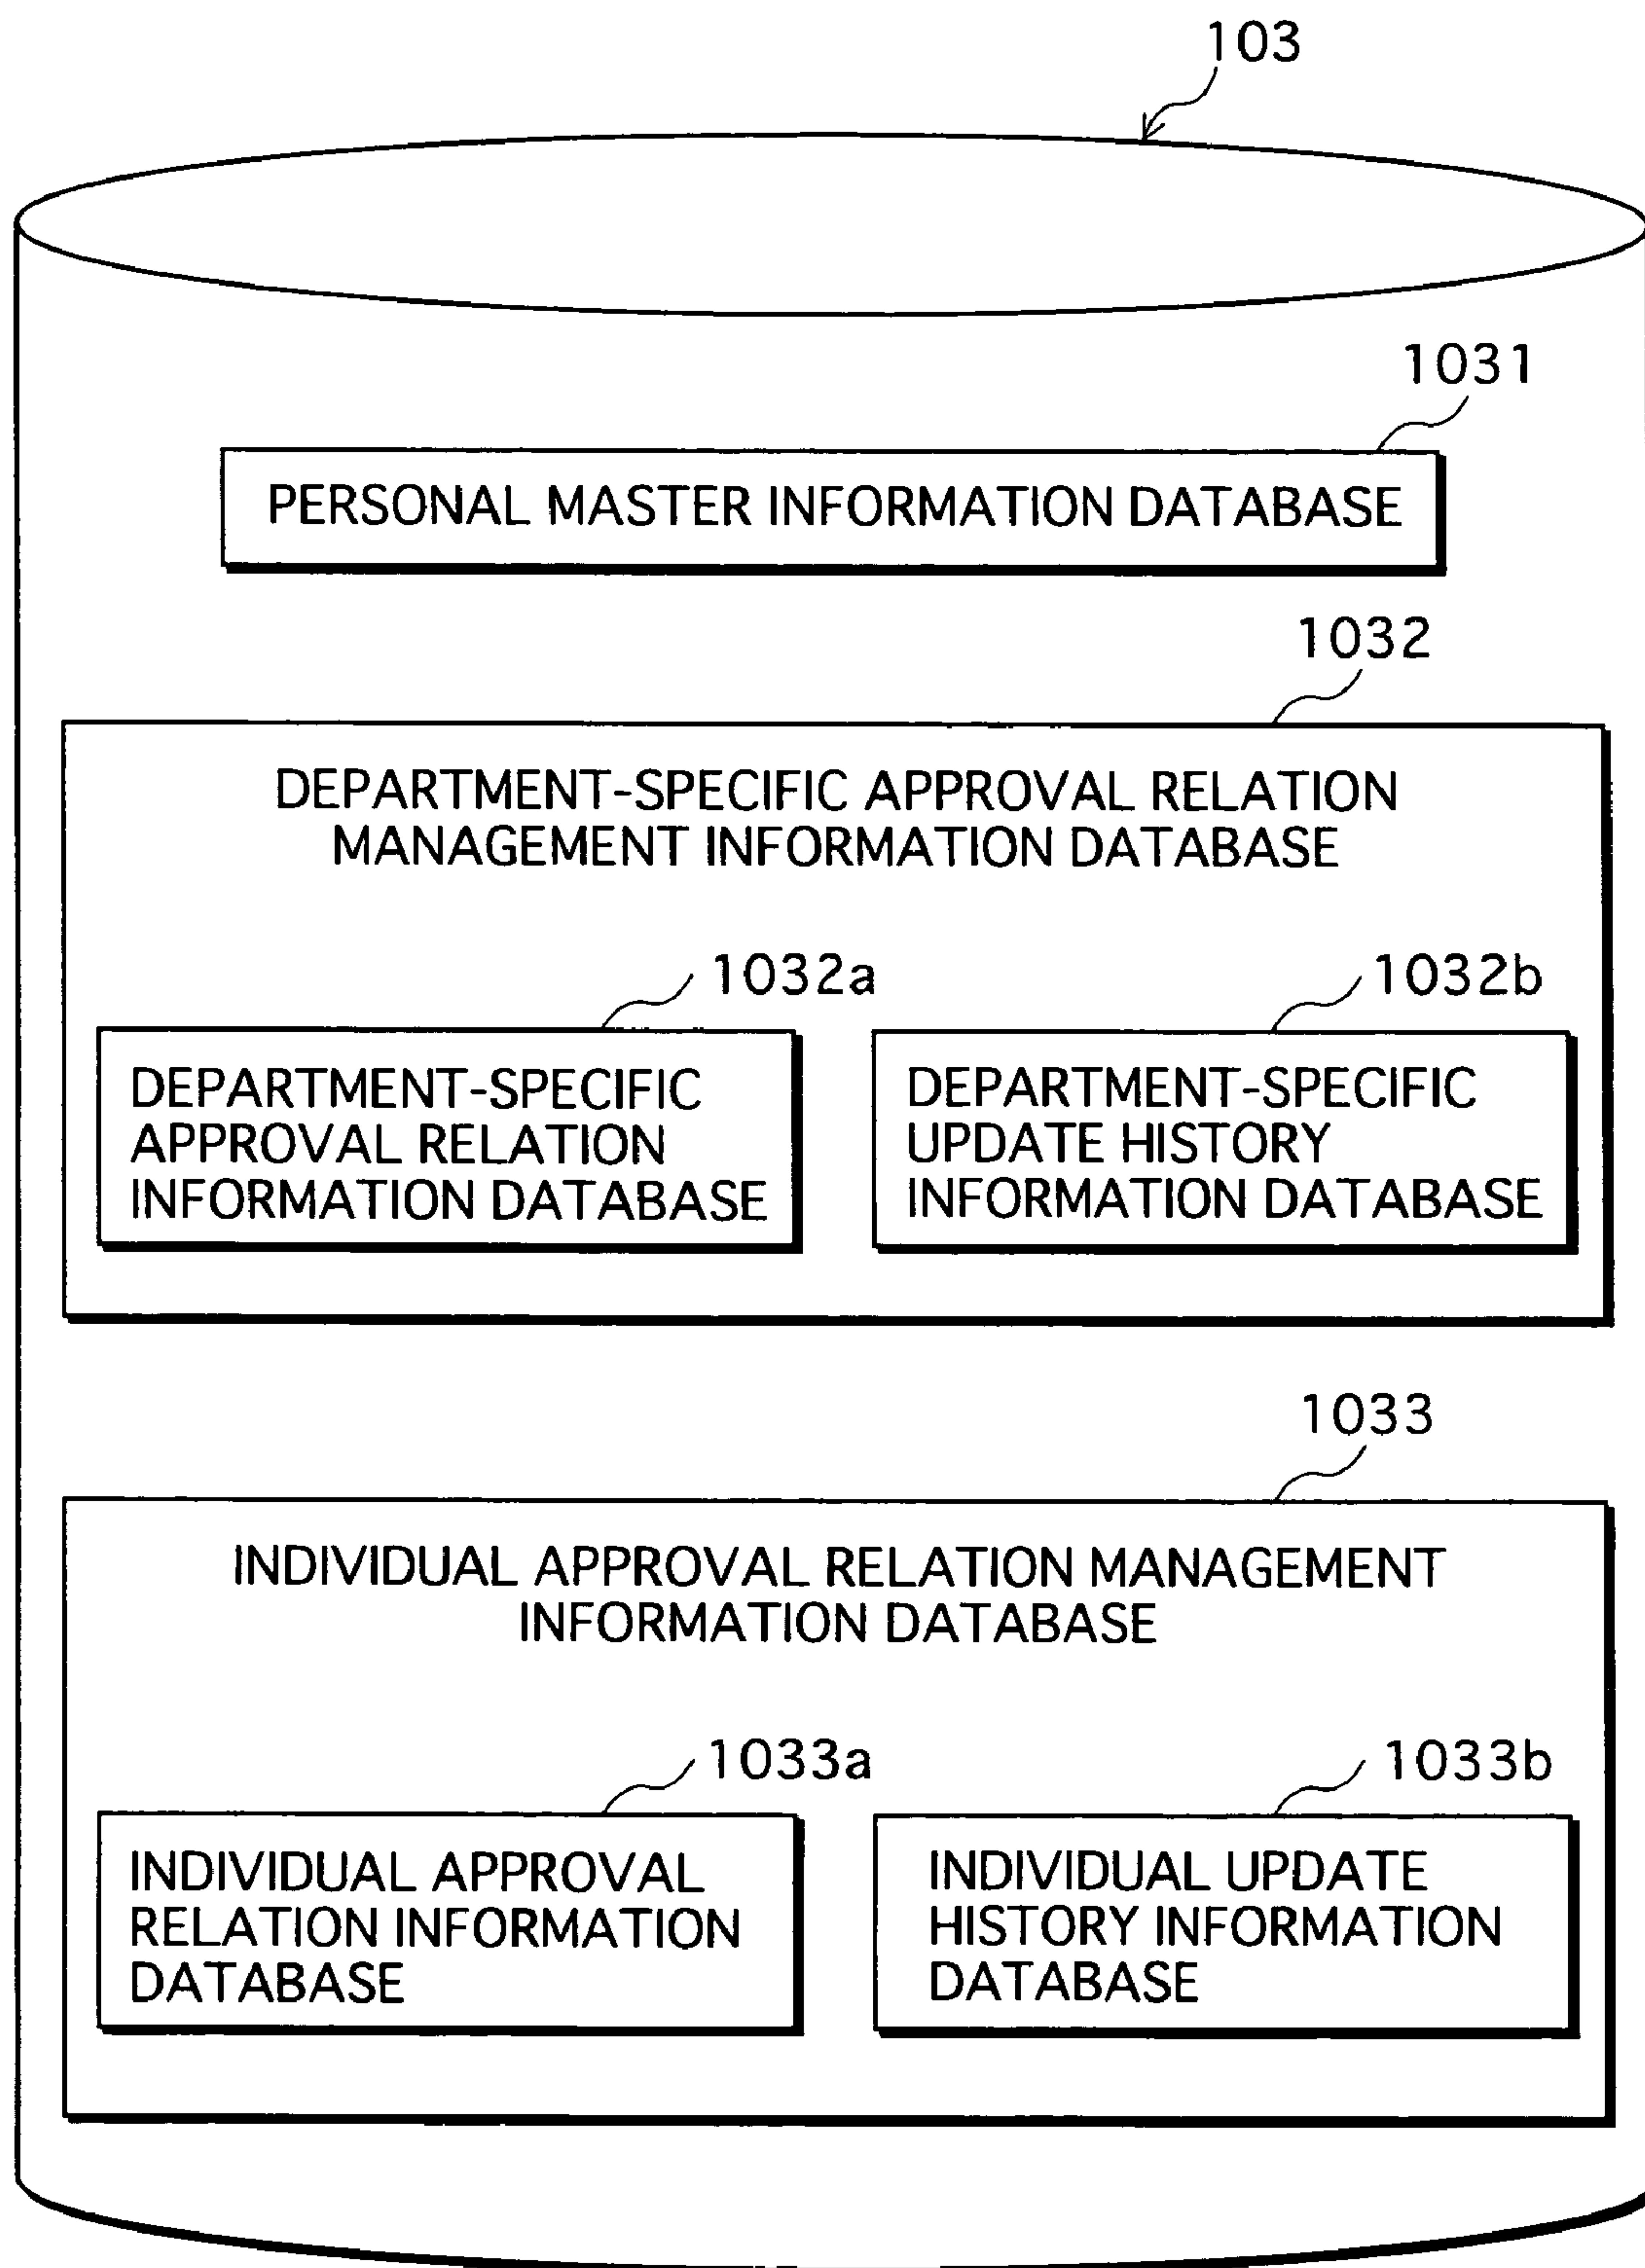 103
1031
PERSONAL MASTER INFORMATION DATABASE
1032
DEPARTMENT-SPECIFIC APPROVAL RELATION
MANAGEMENT INFORMATION DATABASE
1032a
DEPARTMENT-SPECIFIC
APPROVAL RELATION
INFORMATION DATABASE
1032b
DEPARTMENT-SPECIFIC
UPDATE HISTORY
INFORMATION DATABASE
1033
INDIVIDUAL APPROVAL RELATION MANAGEMENT
INFORMATION DATABASE
1033a
INDIVIDUAL APPROVAL
RELATION INFORMATION
DATABASE
1033b
INDIVIDUAL UPDATE
HISTORY INFORMATION
DATABASE